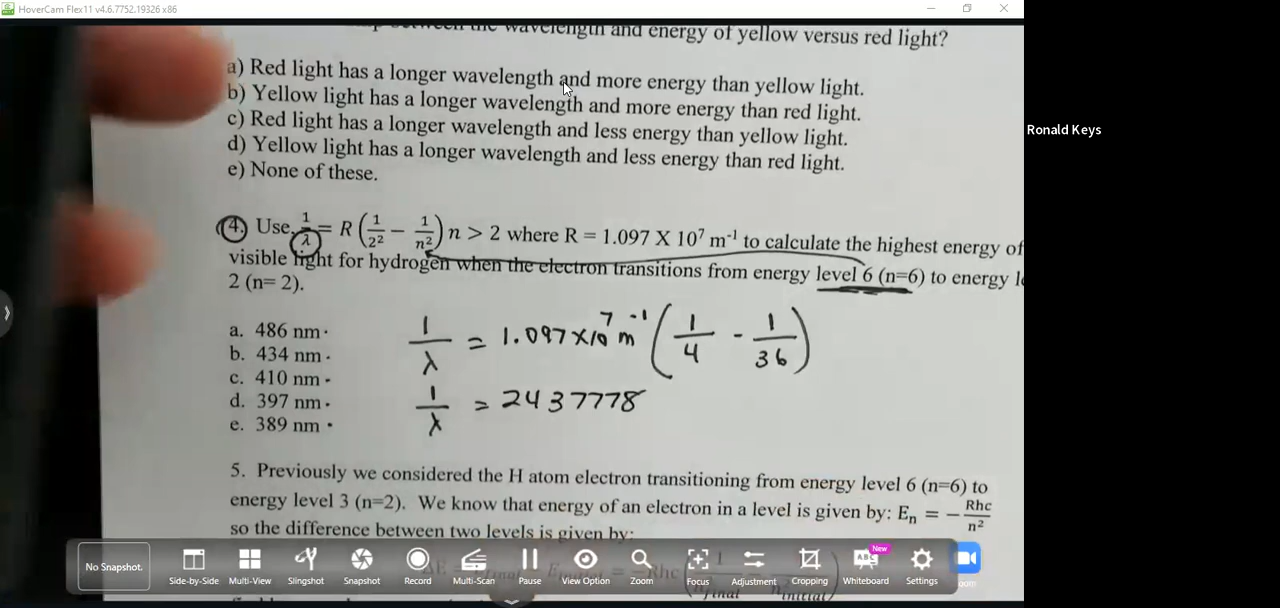 HoverCam Flex11 v4.6.7752.19326 x86
between the wavelength and energy of yellow versus red light?
a) Red light has a longer wavelength and more energy than yellow light.
b) Yellow light has a longer wavelength and more energy than red light.
c) Red light has a longer wavelength and less energy than yellow light.
d) Yellow light has a longer wavelength and less energy than red light.
e) None of these.
Ronald Keys
4. Use 1/λ = R(1/2² − 1/n²) n > 2 where R = 1.097 X 10⁷ m⁻¹ to calculate the highest energy of
visible light for hydrogen when the electron transitions from energy level 6 (n=6) to energy
2 (n= 2).
a. 486 nm
b. 434 nm
c. 410 nm
d. 397 nm
e. 389 nm
1/λ = 1.097 x 10⁷ m⁻¹ (1/4 - 1/36)
1/λ = 2437778
5. Previously we considered the H atom electron transitioning from energy level 6 (n=6) to
energy level 3 (n=2). We know that energy of an electron in a level is given by: Eₙ = −Rhc/n²
so the difference between two levels is given by:
No Snapshot.
Side-by-Side
Multi-View
Slingshot
Snapshot
Record
Multi-Scan
Pause
View Option
Zoom
Focus
Adjustment
Cropping
ABC
New
Whiteboard
Settings